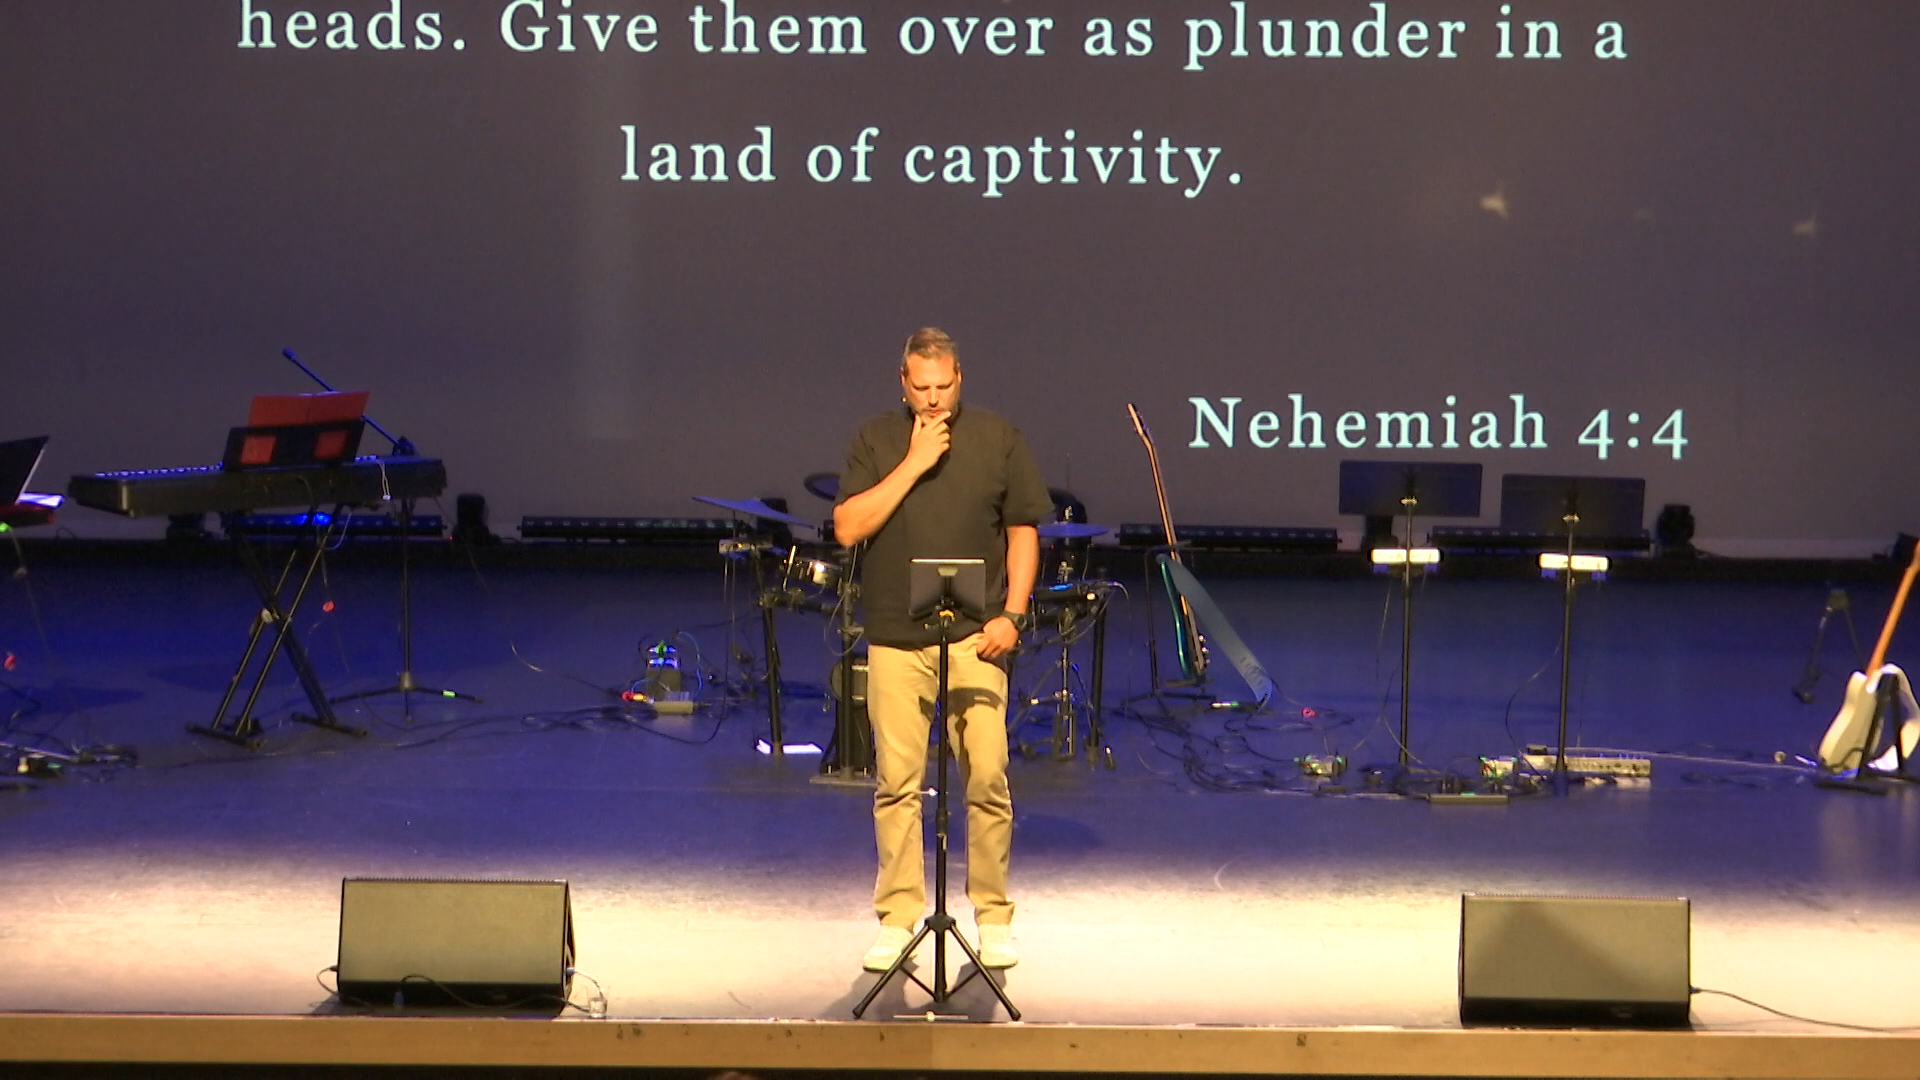 heads. Give them over as plunder in a
land of captivity.
Nehemiah 4:4